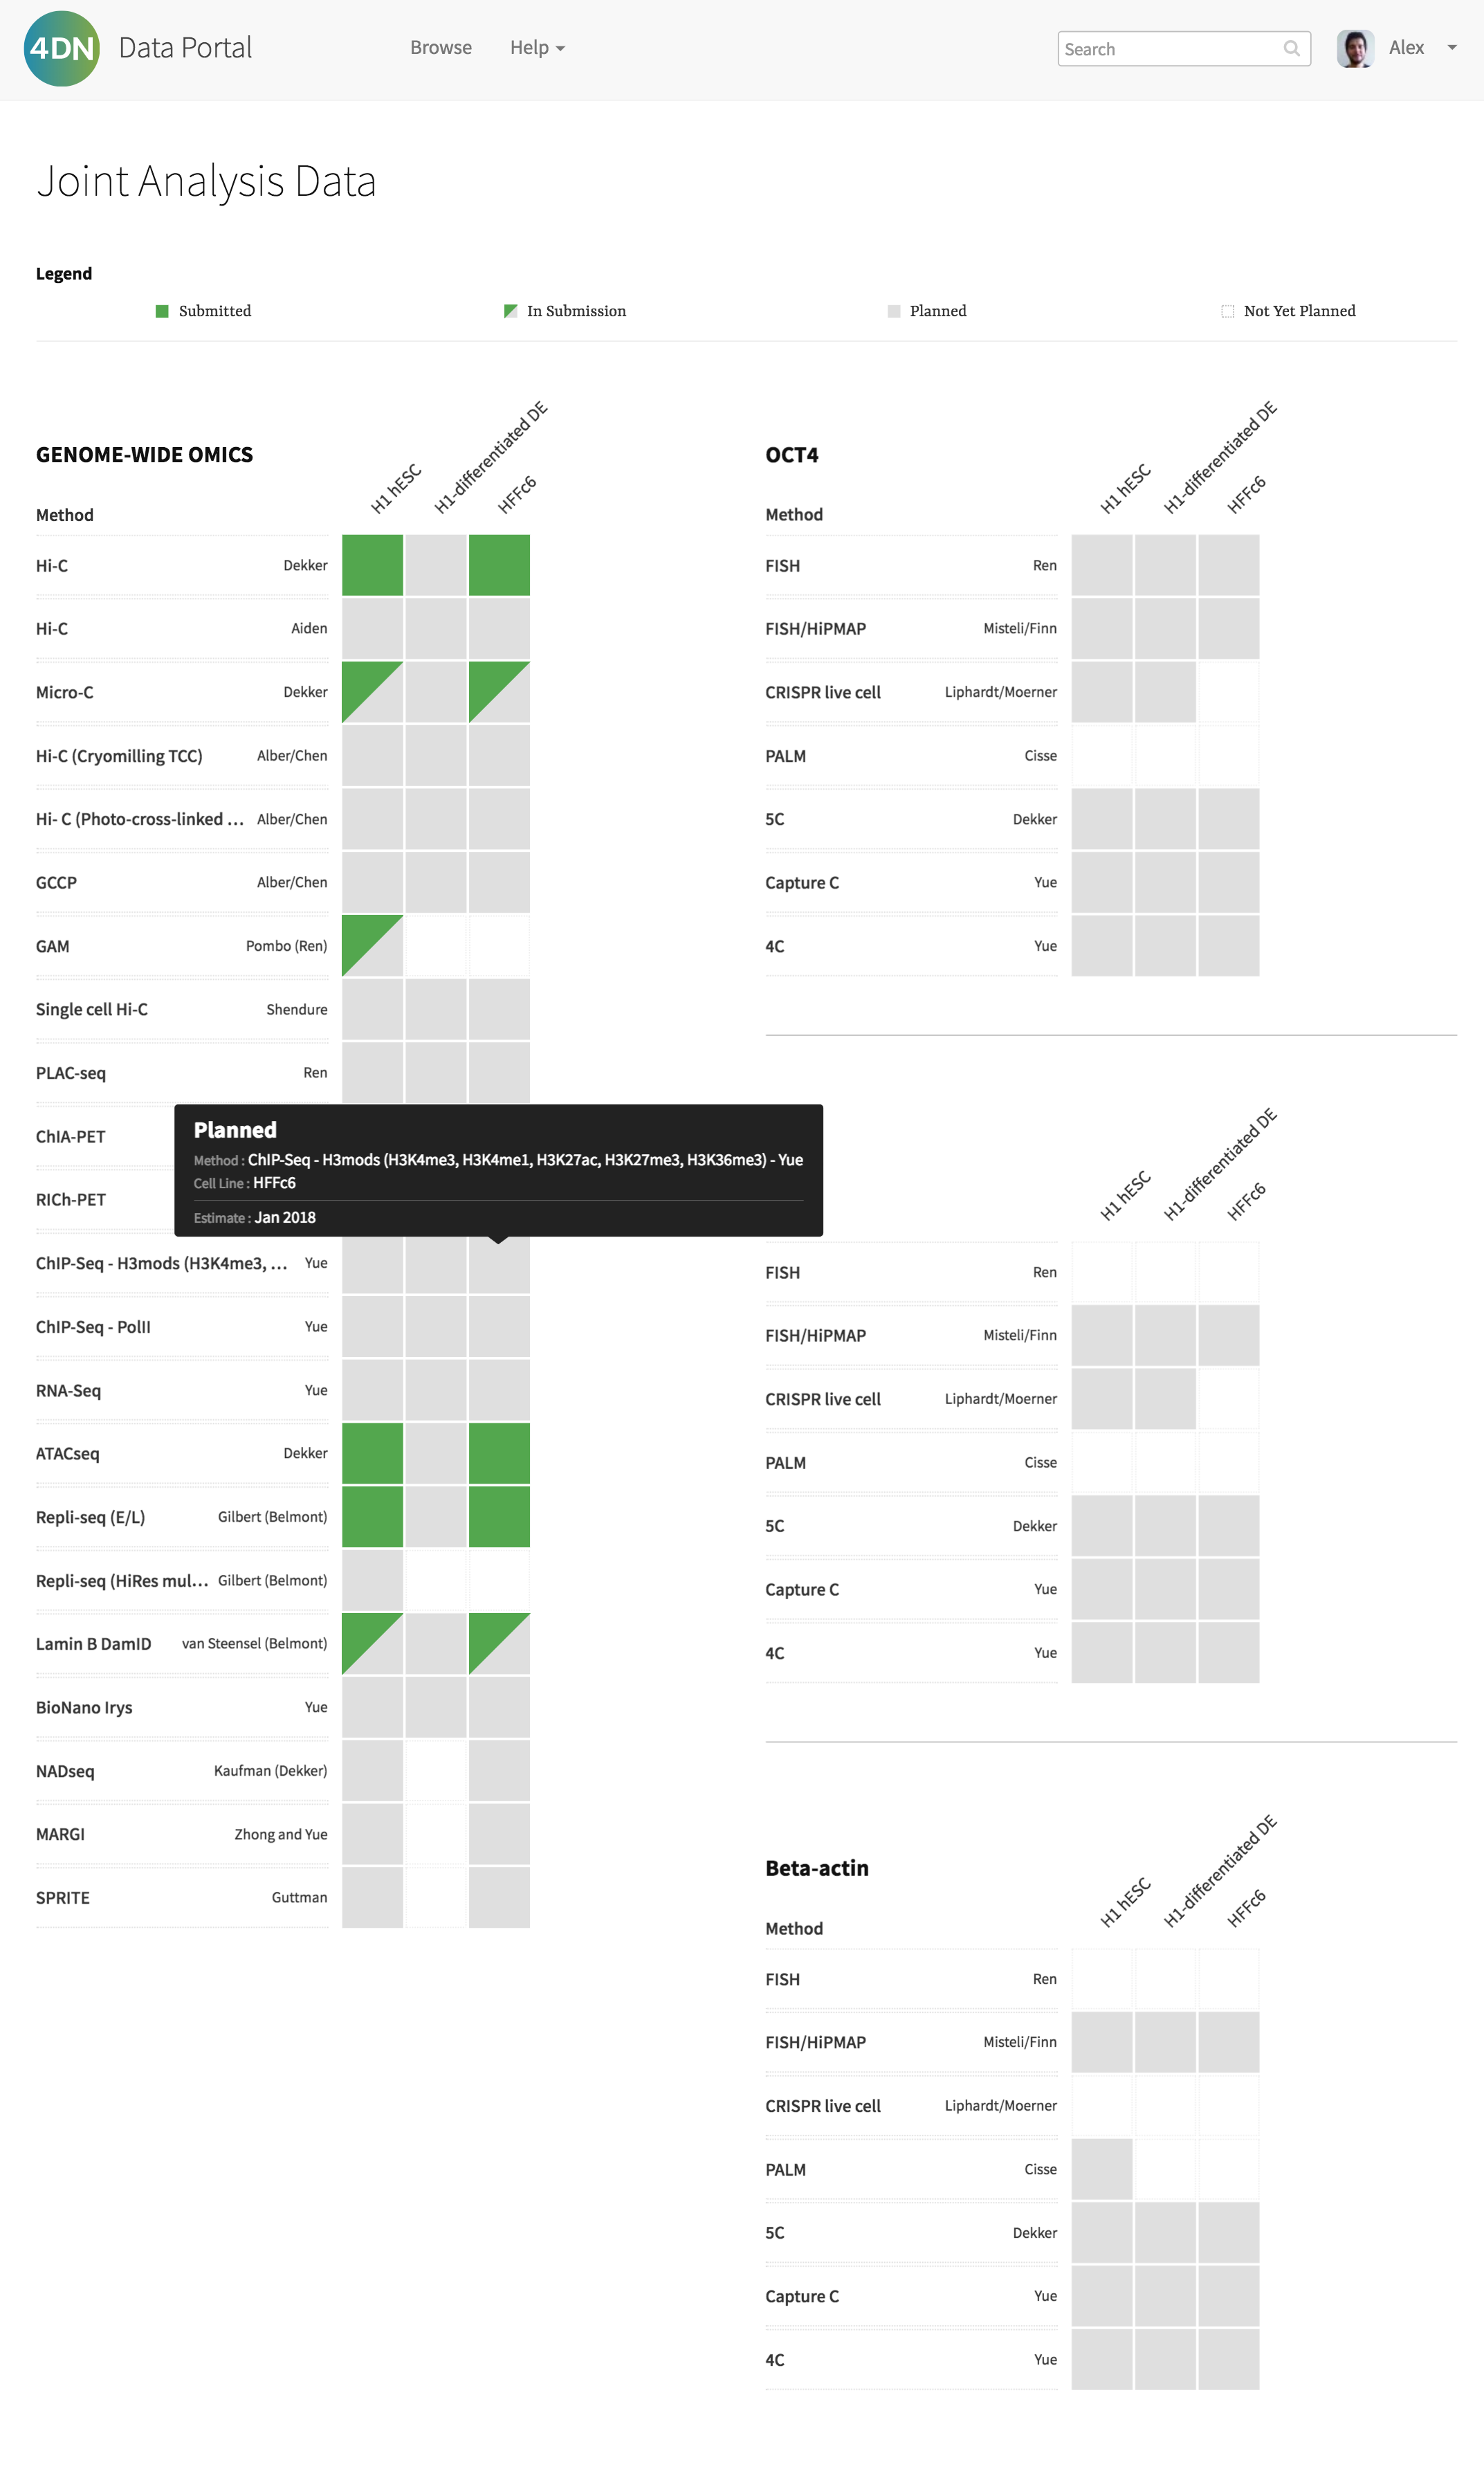 4DN Data Portal Browse Help Search Alex
Joint Analysis Data
Legend
Submitted In Submission Planned Not Yet Planned
GENOME-WIDE OMICS
H1 hESC H1-differentiated DE HFFc6
Method
Hi-C Dekker
Hi-C Aiden
Micro-C Dekker
Hi-C (Cryomilling TCC) Alber/Chen
Hi- C (Photo-cross-linked ... Alber/Chen
GCCP Alber/Chen
GAM Pombo (Ren)
Single cell Hi-C Shendure
PLAC-seq Ren
ChIA-PET
RICh-PET
Planned
Method : ChIP-Seq - H3mods (H3K4me3, H3K4me1, H3K27ac, H3K27me3, H3K36me3) - Yue
Cell Line : HFFc6
Estimate : Jan 2018
ChIP-Seq - H3mods (H3K4me3, ... Yue
ChIP-Seq - PolII Yue
RNA-Seq Yue
ATACseq Dekker
Repli-seq (E/L) Gilbert (Belmont)
Repli-seq (HiRes mul... Gilbert (Belmont)
Lamin B DamID van Steensel (Belmont)
BioNano Irys Yue
NADseq Kaufman (Dekker)
MARGI Zhong and Yue
SPRITE Guttman
OCT4
H1 hESC H1-differentiated DE HFFc6
Method
FISH Ren
FISH/HiPMAP Misteli/Finn
CRISPR live cell Liphardt/Moerner
PALM Cisse
5C Dekker
Capture C Yue
4C Yue
H1 hESC H1-differentiated DE HFFc6
FISH Ren
FISH/HiPMAP Misteli/Finn
CRISPR live cell Liphardt/Moerner
PALM Cisse
5C Dekker
Capture C Yue
4C Yue
Beta-actin
H1 hESC H1-differentiated DE HFFc6
Method
FISH Ren
FISH/HiPMAP Misteli/Finn
CRISPR live cell Liphardt/Moerner
PALM Cisse
5C Dekker
Capture C Yue
4C Yue